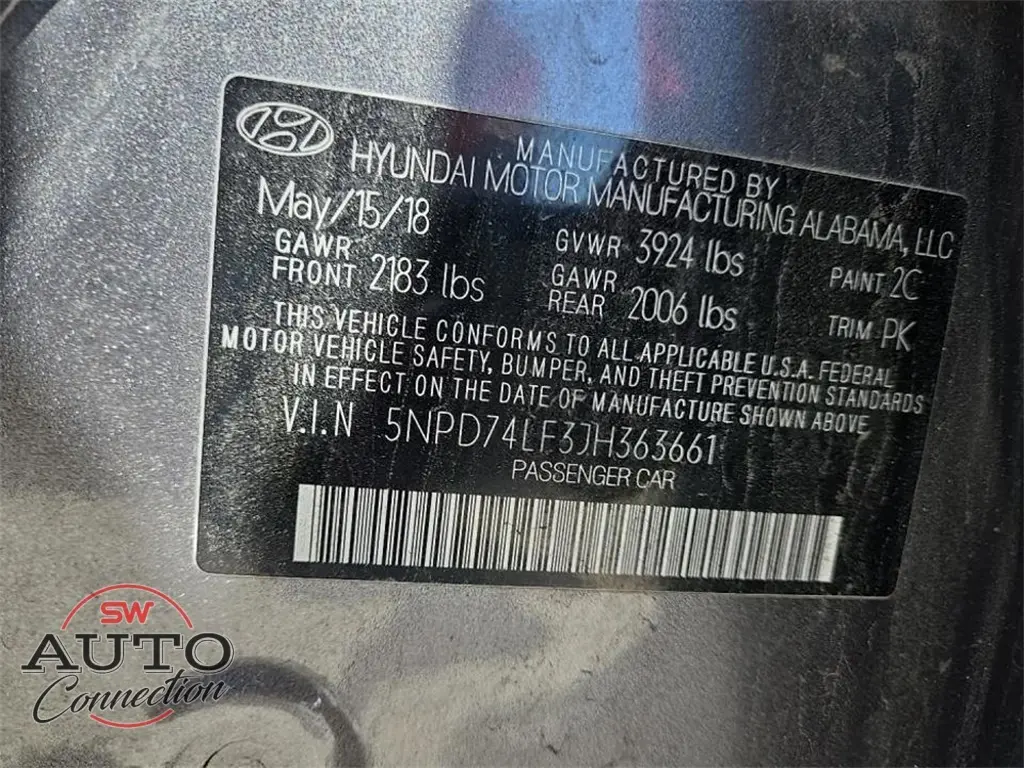 MANUFACTURED BY
HYUNDAI MOTOR MANUFACTURING ALABAMA, LLC
May/15/18
GVWR 3924 lbs
PAINT 2C
GAWR
FRONT 2183 lbs
GAWR
REAR 2006 lbs
TRIM PK
THIS VEHICLE CONFORMS TO ALL APPLICABLE U.S.A. FEDERAL
MOTOR VEHICLE SAFETY, BUMPER, AND THEFT PREVENTION STANDARDS
IN EFFECT ON THE DATE OF MANUFACTURE SHOWN ABOVE.
V.I.N 5NPD74LF3JH363661
PASSENGER CAR
SW
AUTO
Connection